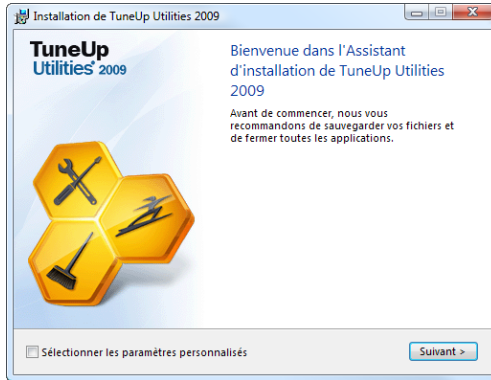 Installation de TuneUp Utilities 2009
TuneUp
Utilities 2009
Bienvenue dans l'Assistant
d'installation de TuneUp Utilities
2009
Avant de commencer, nous vous
recommandons de sauvegarder vos fichiers et
de fermer toutes les applications.
Sélectionner les paramètres personnalisés
Suivant >